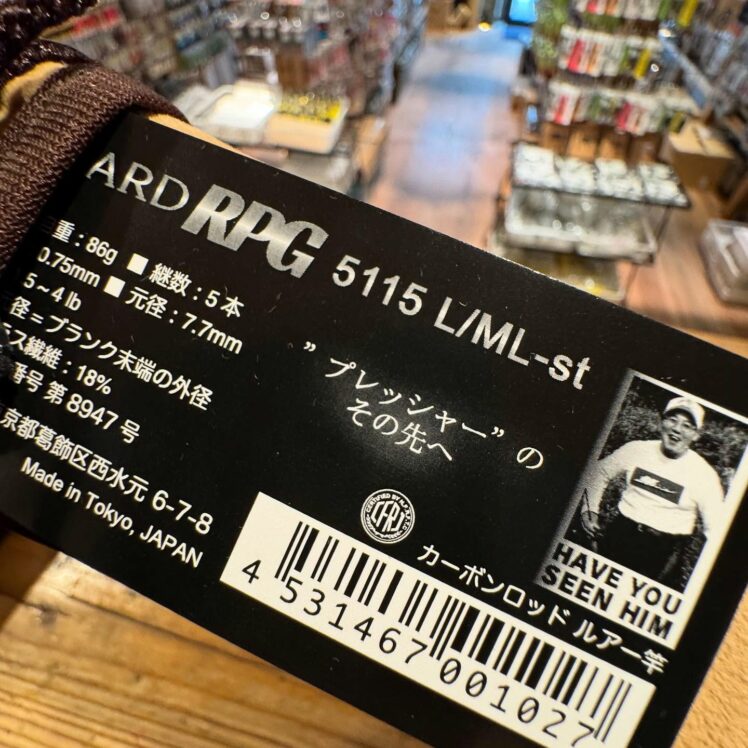 ARD RPG 5115 L/ML-st
重：86g ■ 継数：5本
0.75mm ■ 元径：7.7mm
5～4 lb
径＝ブランク末端の外径
ス繊維：18%
番号 第 8947 号
京都葛飾区西水元 6-7-8
Made in Tokyo, JAPAN
”プレッシャー”の
その先へ
CFRJ
カーボンロッド ルアー竿
4 531467 001027
HAVE YOU
SEEN HIM